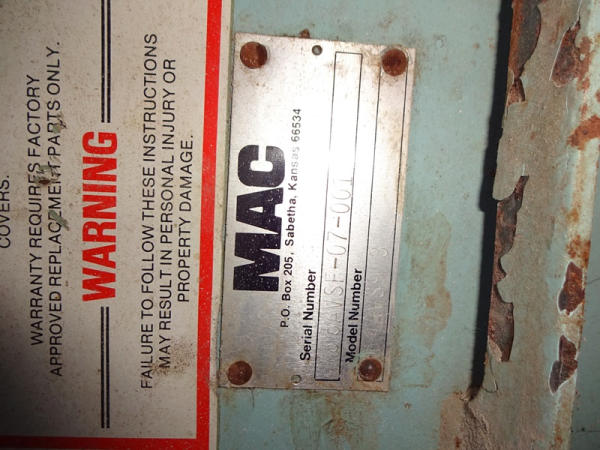 COVERS.
WARRANTY REQUIRES FACTORY
APPROVED REPLACEMENT PARTS ONLY.
WARNING
FAILURE TO FOLLOW THESE INSTRUCTIONS
MAY RESULT IN PERSONAL INJURY OR
PROPERTY DAMAGE.
MAC
P.O. Box 205, Sabetha, Kansas 66534
Serial Number
Model Number